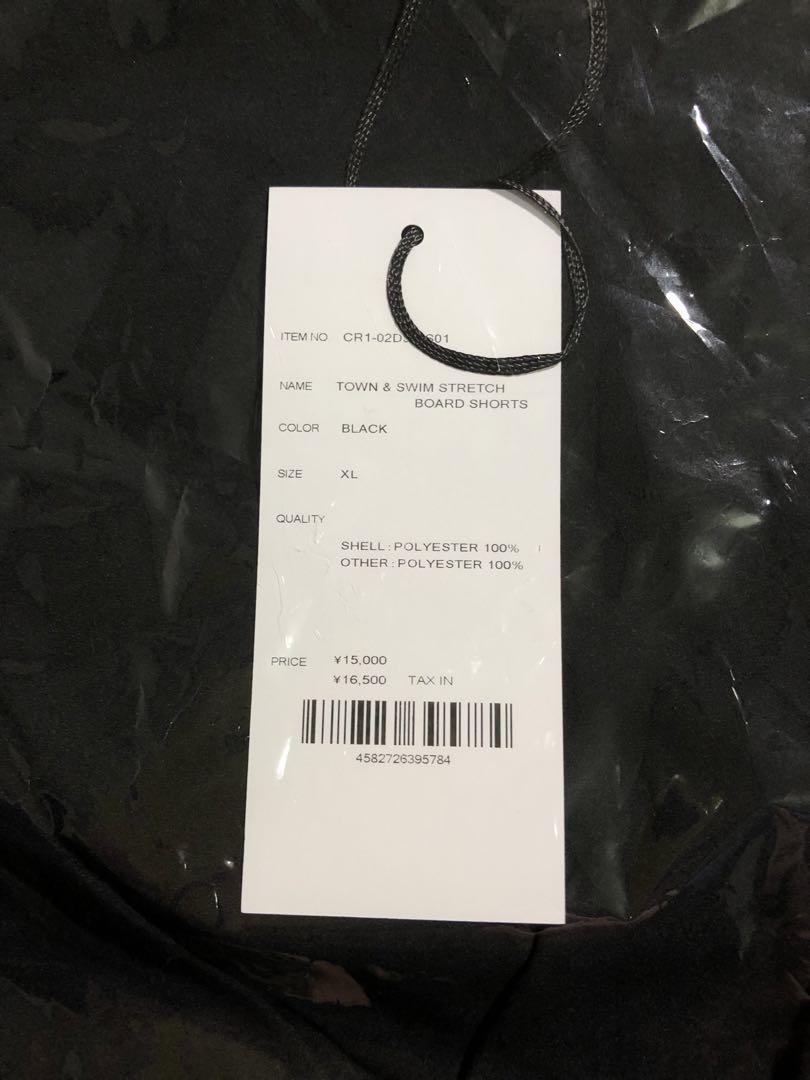 ITEM NO
NAME TOWN & SWIM STRETCH
BOARD SHORTS
COLOR BLACK
SIZE XL
QUALITY
SHELL : POLYESTER 100%
OTHER : POLYESTER 100%
PRICE ¥15,000
¥16,500 TAX IN
4582726395784